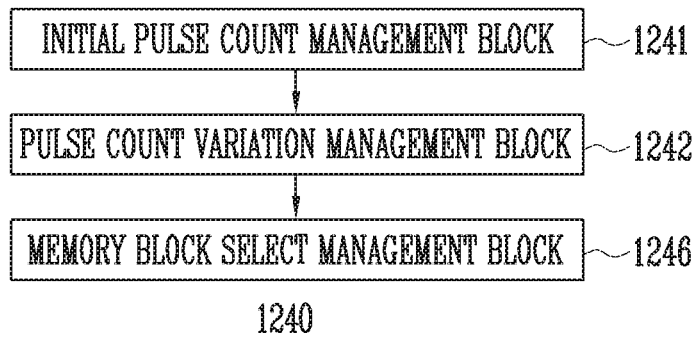 INITIAL PULSE COUNT MANAGEMENT BLOCK 1241
PULSE COUNT VARIATION MANAGEMENT BLOCK 1242
MEMORY BLOCK SELECT MANAGEMENT BLOCK 1246
1240